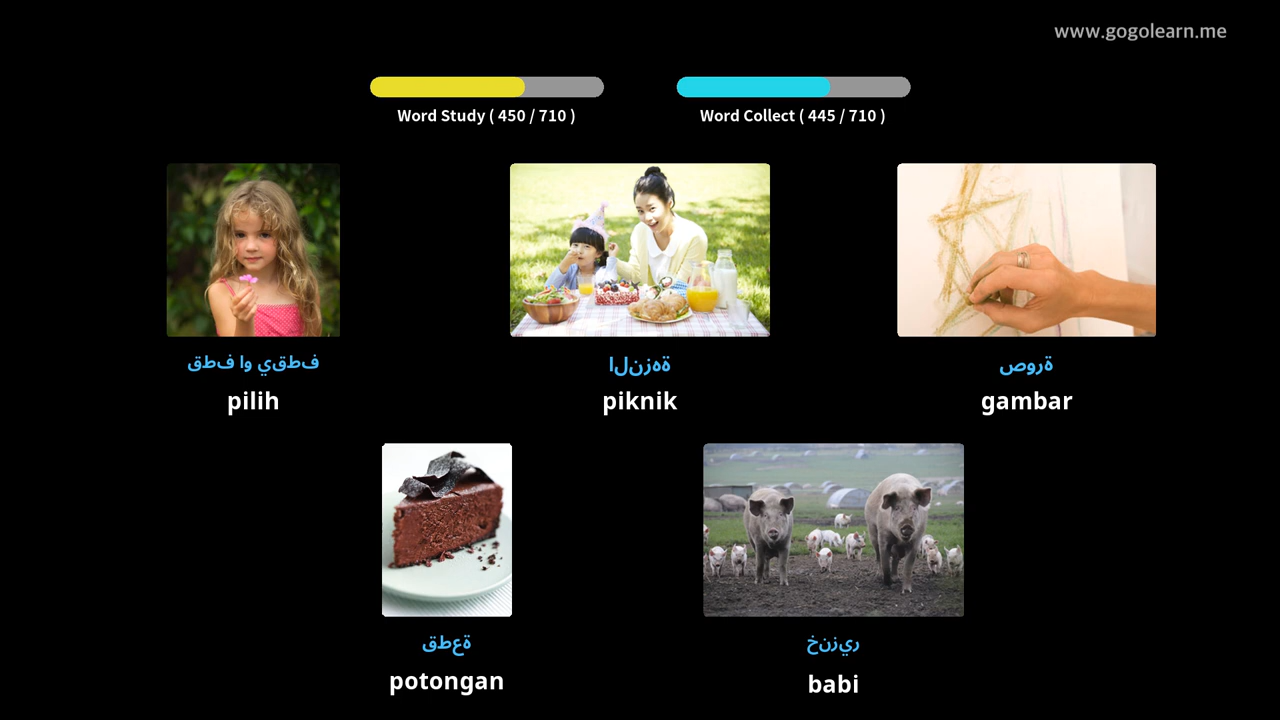 www.gogolearn.me
Word Study ( 450 / 710 )
Word Collect ( 445 / 710 )
قطف او يقطف
pilih
النزهة
piknik
صورة
gambar
قطعة
potongan
خنزير
babi